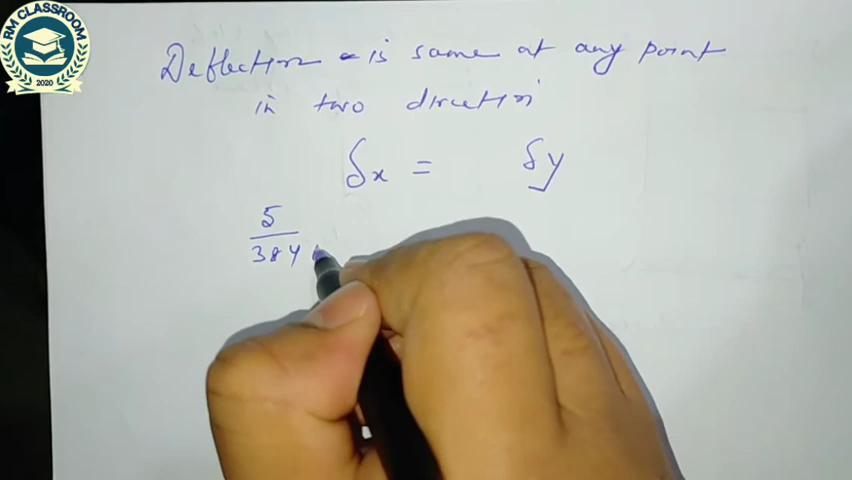 RM CLASSROOM
2020
Deflection - is same at any point
in two direction
δx = δy
5
384